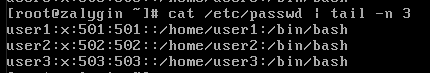 [root@zalygin ~]# cat /etc/passwd | tail -n 3
user1:x:501:501::/home/user1:/bin/bash
user2:x:502:502::/home/user2:/bin/bash
user3:x:503:503::/home/user3:/bin/bash